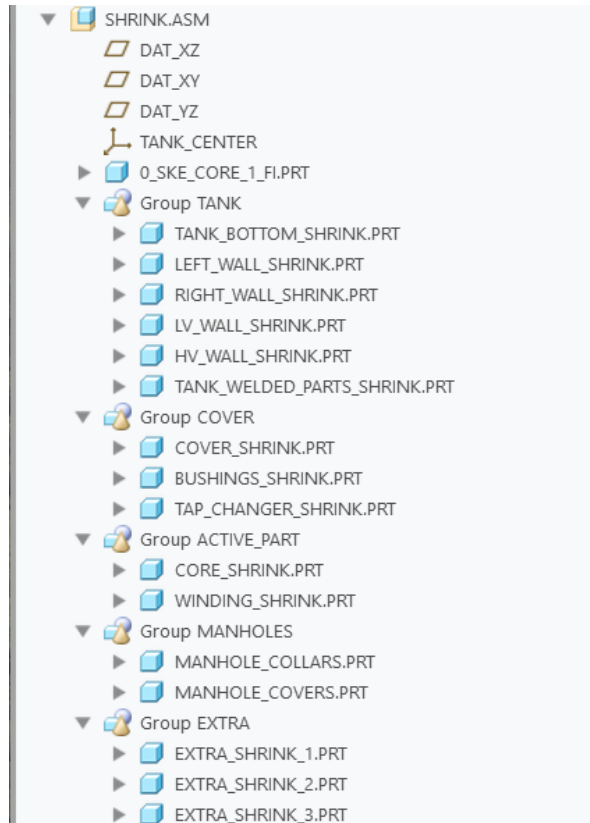 SHRINK.ASM
DAT_XZ
DAT_XY
DAT_YZ
TANK_CENTER
0_SKE_CORE_1_FI.PRT
Group TANK
TANK_BOTTOM_SHRINK.PRT
LEFT_WALL_SHRINK.PRT
RIGHT_WALL_SHRINK.PRT
LV_WALL_SHRINK.PRT
HV_WALL_SHRINK.PRT
TANK_WELDED_PARTS_SHRINK.PRT
Group COVER
COVER_SHRINK.PRT
BUSHINGS_SHRINK.PRT
TAP_CHANGER_SHRINK.PRT
Group ACTIVE_PART
CORE_SHRINK.PRT
WINDING_SHRINK.PRT
Group MANHOLES
MANHOLE_COLLARS.PRT
MANHOLE_COVERS.PRT
Group EXTRA
EXTRA_SHRINK_1.PRT
EXTRA_SHRINK_2.PRT
EXTRA_SHRINK_3.PRT